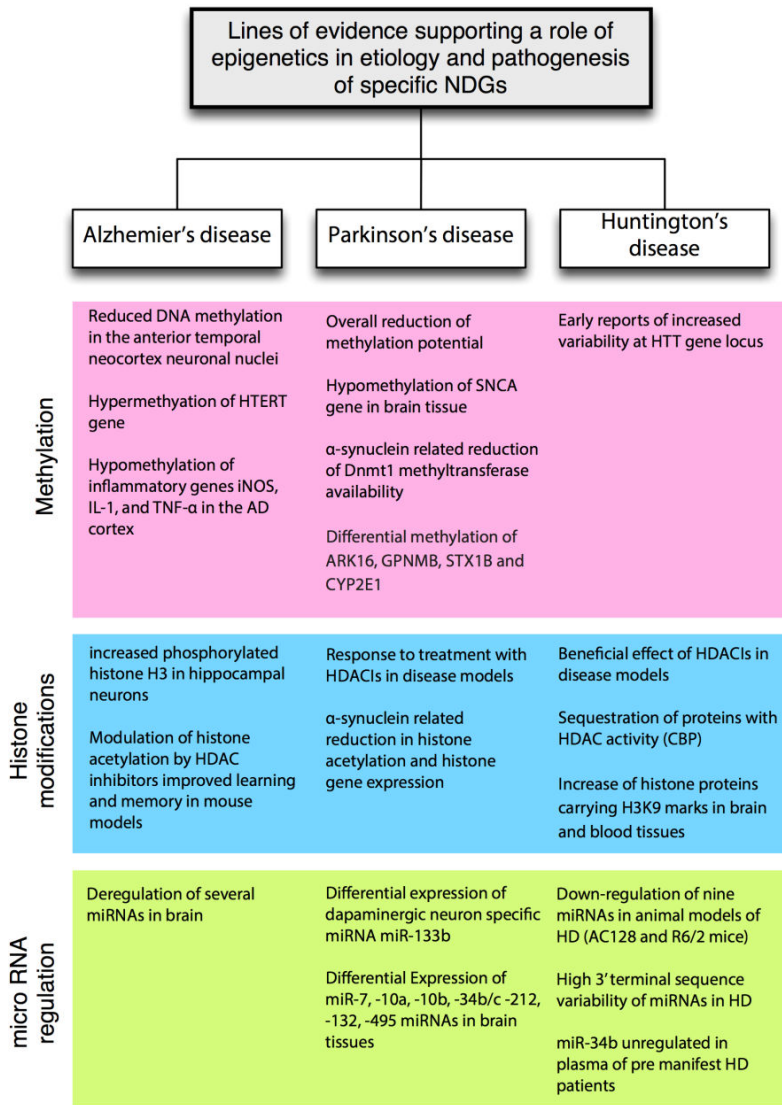 Lines of evidence supporting a role of
epigenetics in etiology and pathogenesis
of specific NDGs
Alzhemier's disease
Parkinson's disease
Huntington's
disease
Methylation
Reduced DNA methylation
in the anterior temporal
neocortex neuronal nuclei
Hypermethyation of HTERT
gene
Hypomethylation of
inflammatory genes iNOS,
IL-1, and TNF-α in the AD
cortex
Overall reduction of
methylation potential
Hypomethylation of SNCA
gene in brain tissue
α-synuclein related reduction
of Dnmt1 methyltransferase
availability
Differential methylation of
ARK16, GPNMB, STX1B and
CYP2E1
Early reports of increased
variability at HTT gene locus
Histone
modifications
increased phosphorylated
histone H3 in hippocampal
neurons
Modulation of histone
acetylation by HDAC
inhibitors improved learning
and memory in mouse
models
Response to treatment with
HDACIs in disease models
α-synuclein related
reduction in histone
acetylation and histone
gene expression
Beneficial effect of HDACIs in
disease models
Sequestration of proteins with
HDAC activity (CBP)
Increase of histone proteins
carrying H3K9 marks in brain
and blood tissues
micro RNA
regulation
Deregulation of several
miRNAs in brain
Differential expression of
dapaminergic neuron specific
miRNA miR-133b
Differential Expression of
miR-7, -10a, -10b, -34b/c -212,
-132, -495 miRNAs in brain
tissues
Down-regulation of nine
miRNAs in animal models of
HD (AC128 and R6/2 mice)
High 3' terminal sequence
variability of miRNAs in HD
miR-34b unregulated in
plasma of pre manifest HD
patients